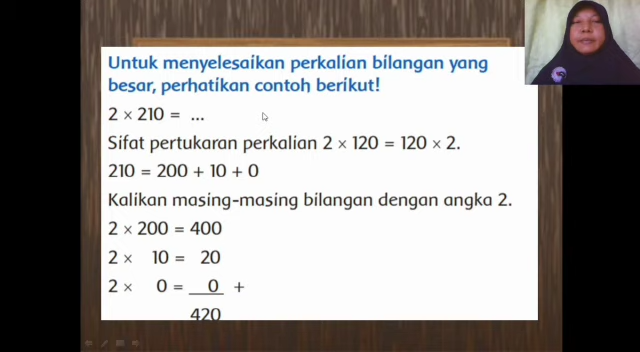 Untuk menyelesaikan perkalian bilangan yang
besar, perhatikan contoh berikut!
2 × 210 = ...
Sifat pertukaran perkalian 2 × 120 = 120 × 2.
210 = 200 + 10 + 0
Kalikan masing-masing bilangan dengan angka 2.
2 × 200 = 400
2 × 10 = 20
2 × 0 = 0 +
420